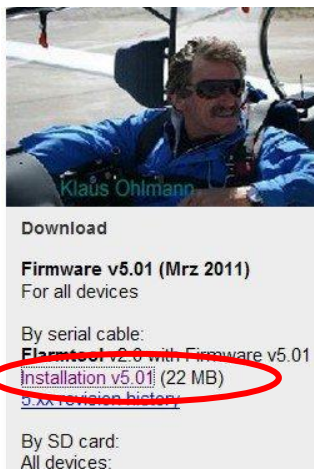 Klaus Ohlmann
Download
Firmware v5.01 (Mrz 2011)
For all devices
By serial cable:
Flarmtool v2.0 with Firmware v5.01
Installation v5.01 (22 MB)
5.xx revision history
By SD card:
All devices: